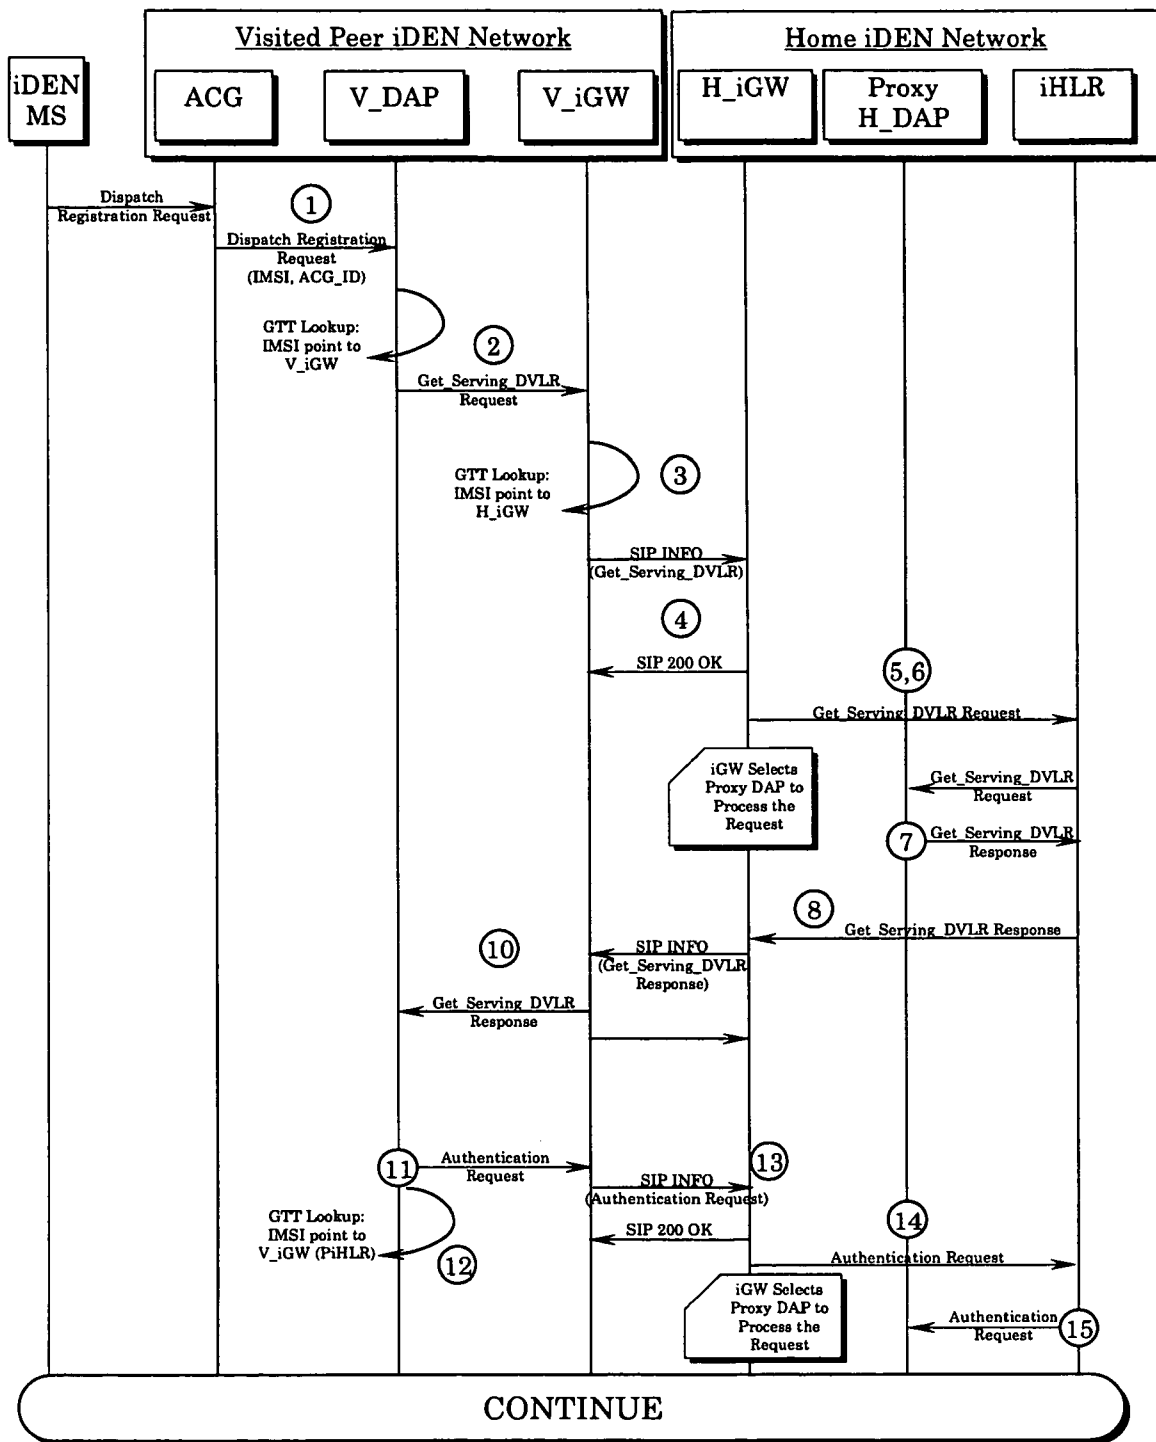 Visited Peer iDEN Network
Home iDEN Network
iDEN
MS
ACG
V_DAP
V_iGW
H_iGW
Proxy
H_DAP
iHLR
Dispatch
Registration Request
1
Dispatch Registration
Request
(IMSI, ACG_ID)
GTT Lookup:
IMSI point to
V_iGW
2
Get_Serving_DVLR
Request
GTT Lookup:
IMSI point to
H_iGW
3
SIP INFO
(Get_Serving_DVLR)
4
SIP 200 OK
5,6
Get_Serving_DVLR Request
iGW Selects
Proxy DAP to
Process the
Request
Get_Serving_DVLR
Request
7
Get_Serving_DVLR
Response
8
Get_Serving_DVLR Response
10
SIP INFO
(Get_Serving_DVLR
Response)
Get_Serving_DVLR
Response
11
Authentication
Request
13
SIP INFO
(Authentication Request)
GTT Lookup:
IMSI point to
V_iGW (PiHLR)
12
SIP 200 OK
14
Authentication Request
iGW Selects
Proxy DAP to
Process the
Request
Authentication
Request
15
CONTINUE